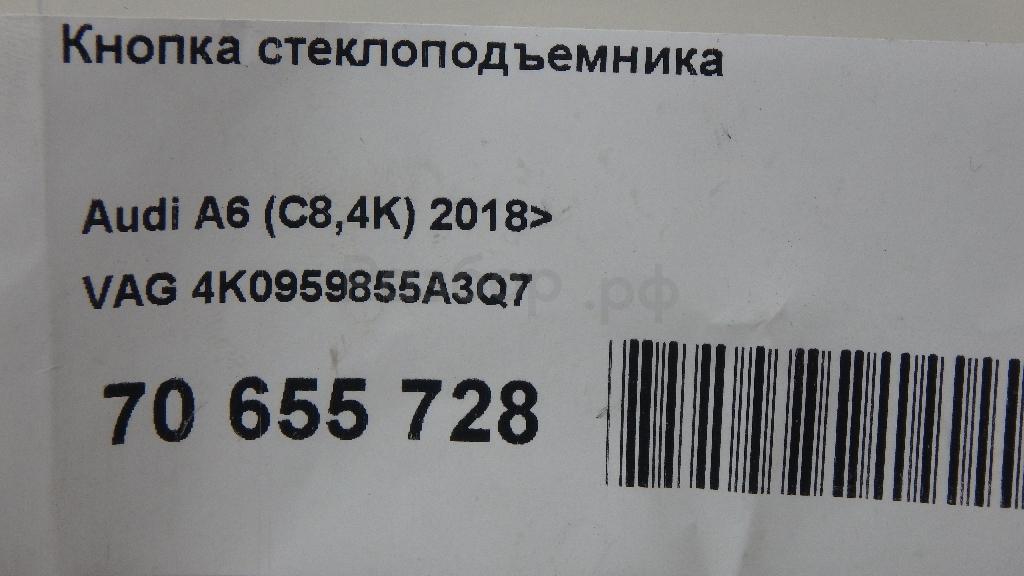 Кнопка стеклоподъемника
Audi A6 (C8,4K) 2018>
VAG 4K0959855A3Q7
70 655 728